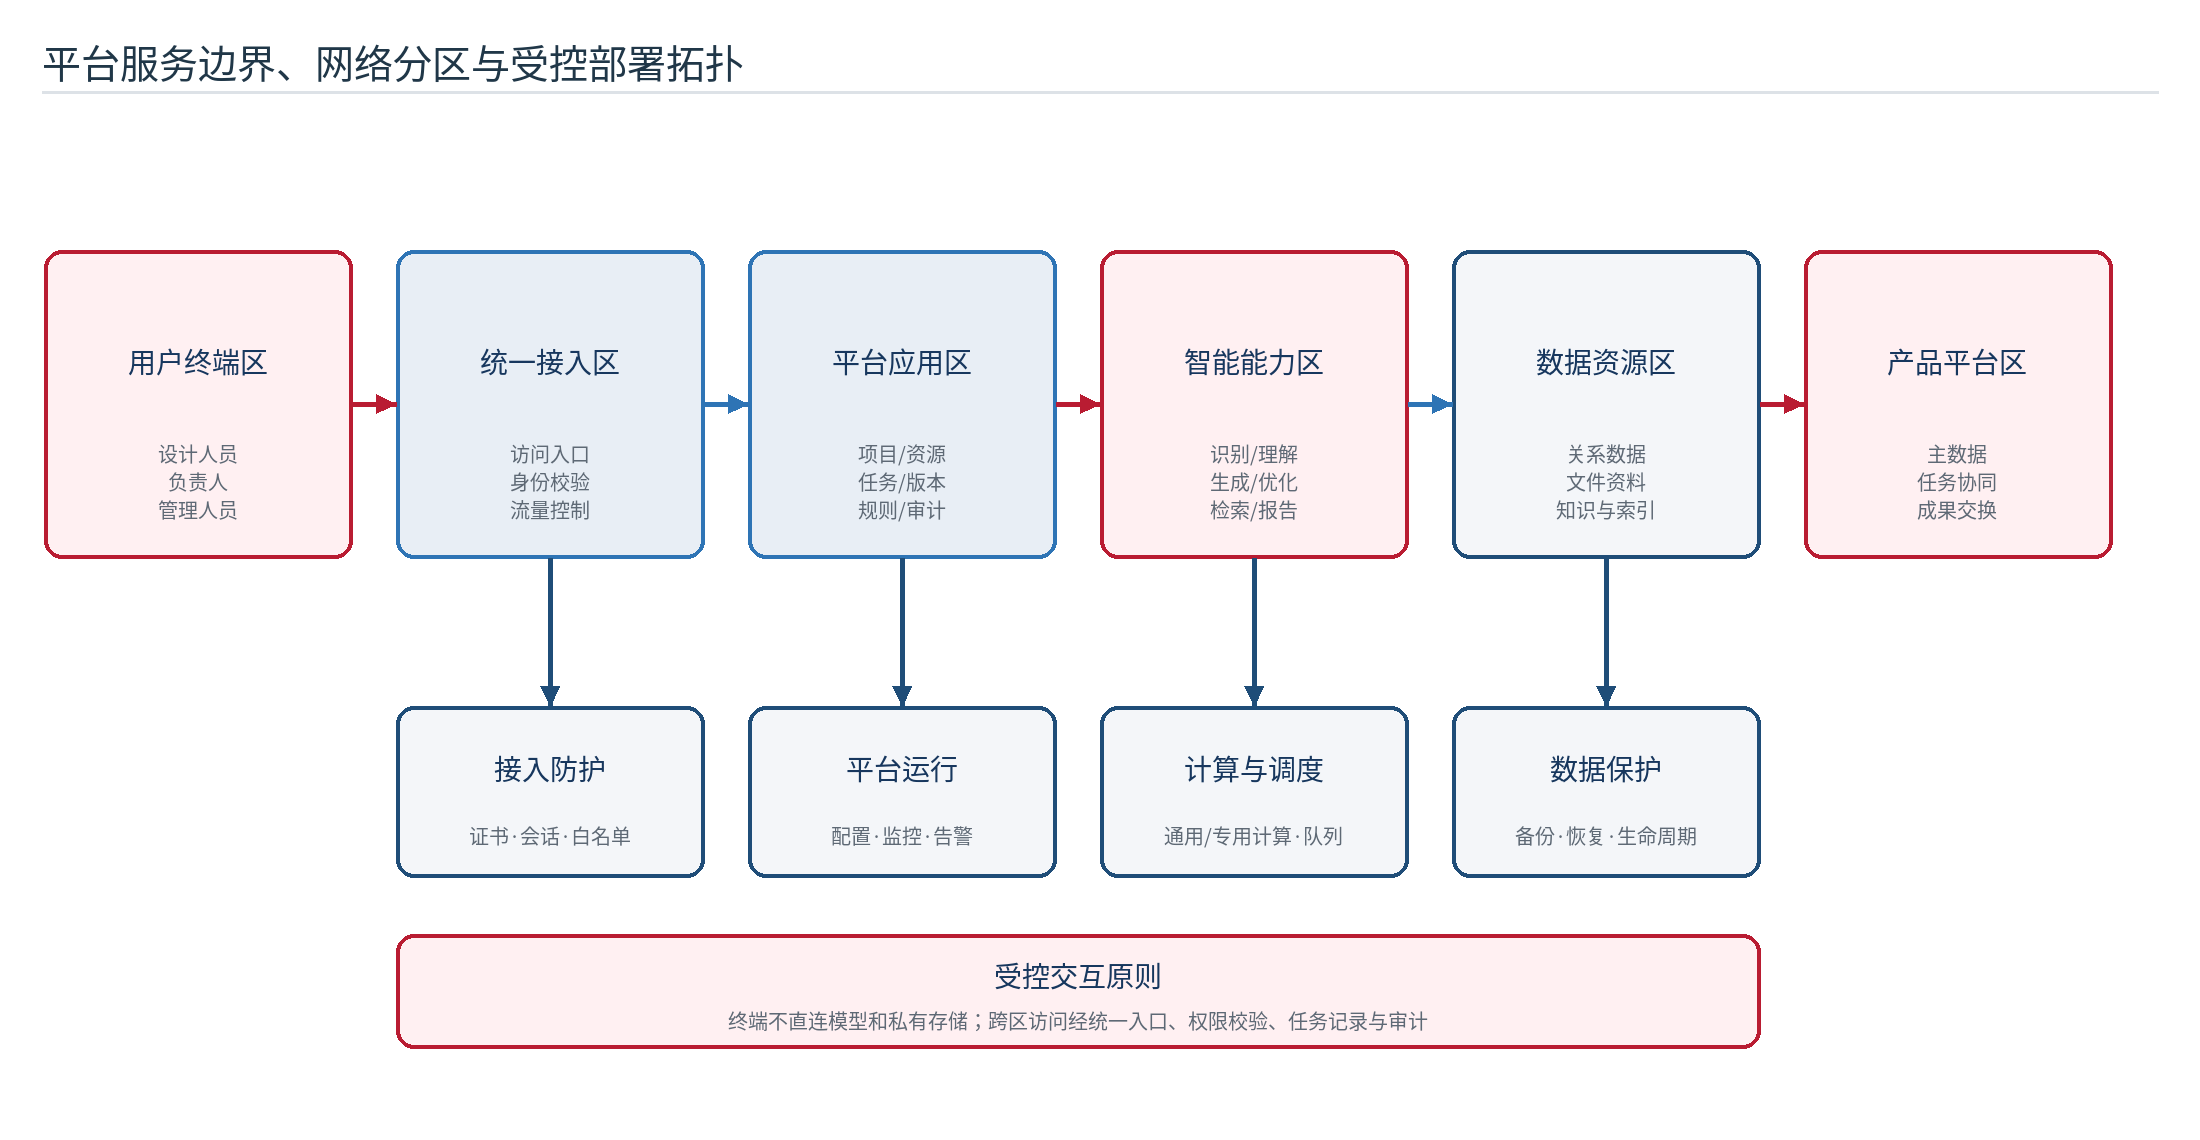 平台服务边界、网络分区与受控部署拓扑
用户终端区
设计人员
负责人
管理人员
统一接入区
访问入口
身份校验
流量控制
平台应用区
项目/资源
任务/版本
规则/审计
智能能力区
识别/理解
生成/优化
检索/报告
数据资源区
关系数据
文件资料
知识与索引
产品平台区
主数据
任务协同
成果交换
接入防护
证书·会话·白名单
平台运行
配置·监控·告警
计算与调度
通用/专用计算·队列
数据保护
备份·恢复·生命周期
受控交互原则
终端不直连模型和私有存储；跨区访问经统一入口、权限校验、任务记录与审计